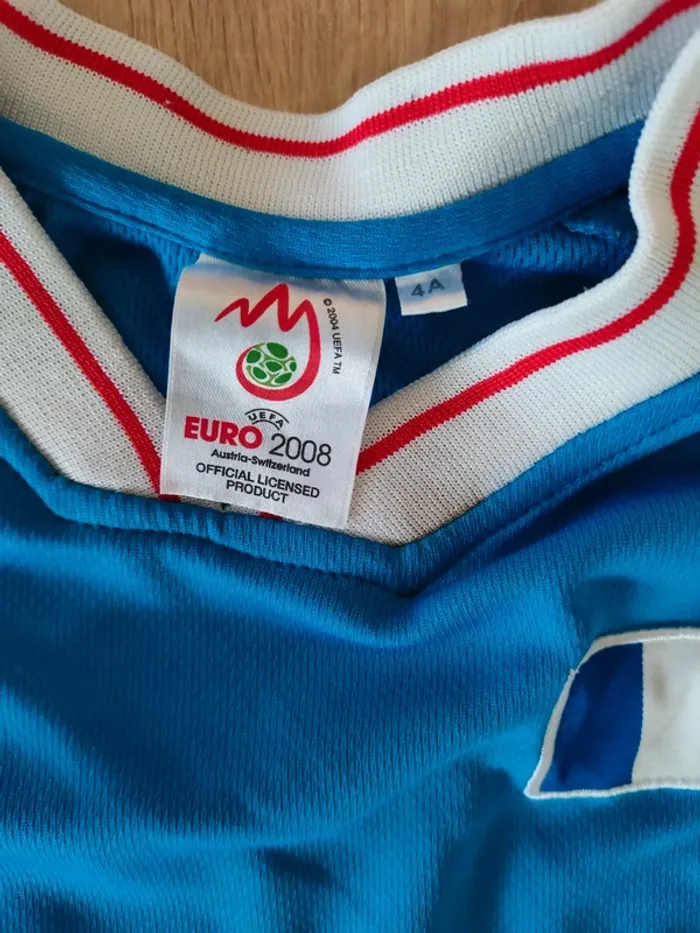 4A
© 2004 UEFA TM
UEFA
EURO 2008
Austria-Switzerland
OFFICIAL LICENSED
PRODUCT